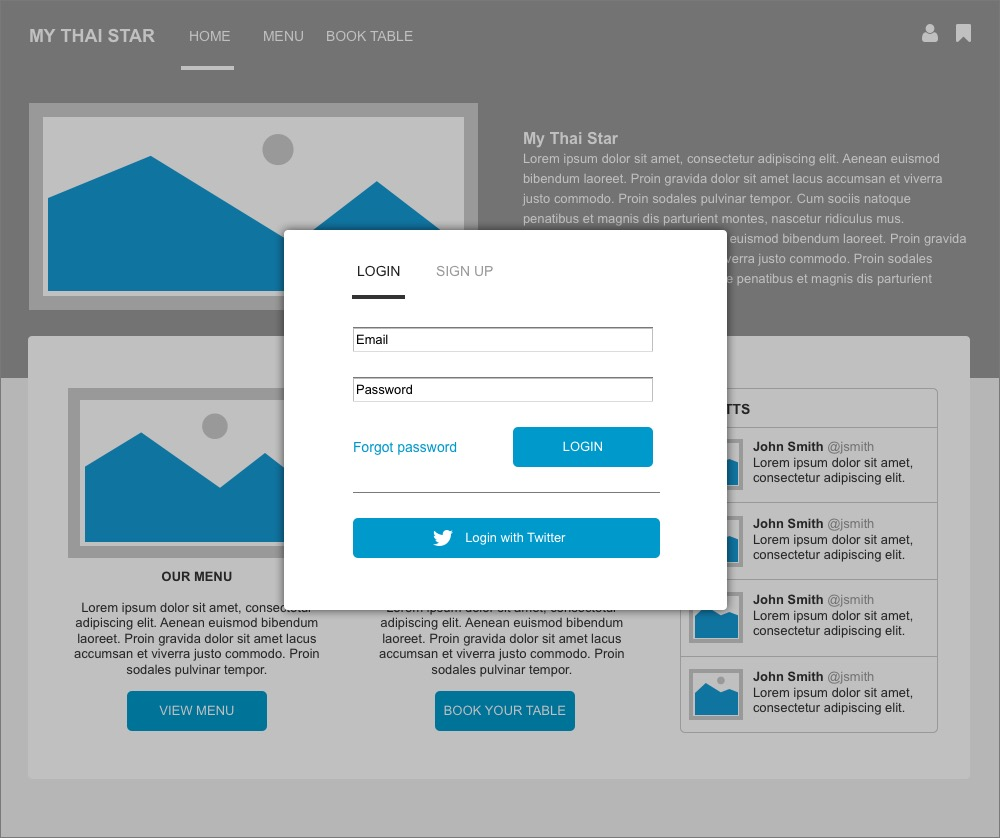 MY THAI STAR HOME MENU BOOK TABLE
My Thai Star
Lorem ipsum dolor sit amet, consectetur adipiscing elit. Aenean euismod
bibendum laoreet. Proin gravida dolor sit amet lacus accumsan et viverra
justo commodo. Proin sodales pulvinar tempor. Cum sociis natoque
penatibus et magnis dis parturient montes, nascetur ridiculus mus.
euismod bibendum laoreet. Proin gravida
verra justo commodo. Proin sodales
e penatibus et magnis dis parturient
LOGIN SIGN UP
Email
Password
Forgot password LOGIN
Login with Twitter
OUR MENU
Lorem ipsum dolor sit amet, consectetur
adipiscing elit. Aenean euismod bibendum
laoreet. Proin gravida dolor sit amet lacus
accumsan et viverra justo commodo. Proin
sodales pulvinar tempor.
VIEW MENU
Lorem ipsum dolor sit amet, consectetur
adipiscing elit. Aenean euismod bibendum
laoreet. Proin gravida dolor sit amet lacus
accumsan et viverra justo commodo. Proin
sodales pulvinar tempor.
BOOK YOUR TABLE
TTS
John Smith @jsmith
Lorem ipsum dolor sit amet,
consectetur adipiscing elit.
John Smith @jsmith
Lorem ipsum dolor sit amet,
consectetur adipiscing elit.
John Smith @jsmith
Lorem ipsum dolor sit amet,
consectetur adipiscing elit.
John Smith @jsmith
Lorem ipsum dolor sit amet,
consectetur adipiscing elit.